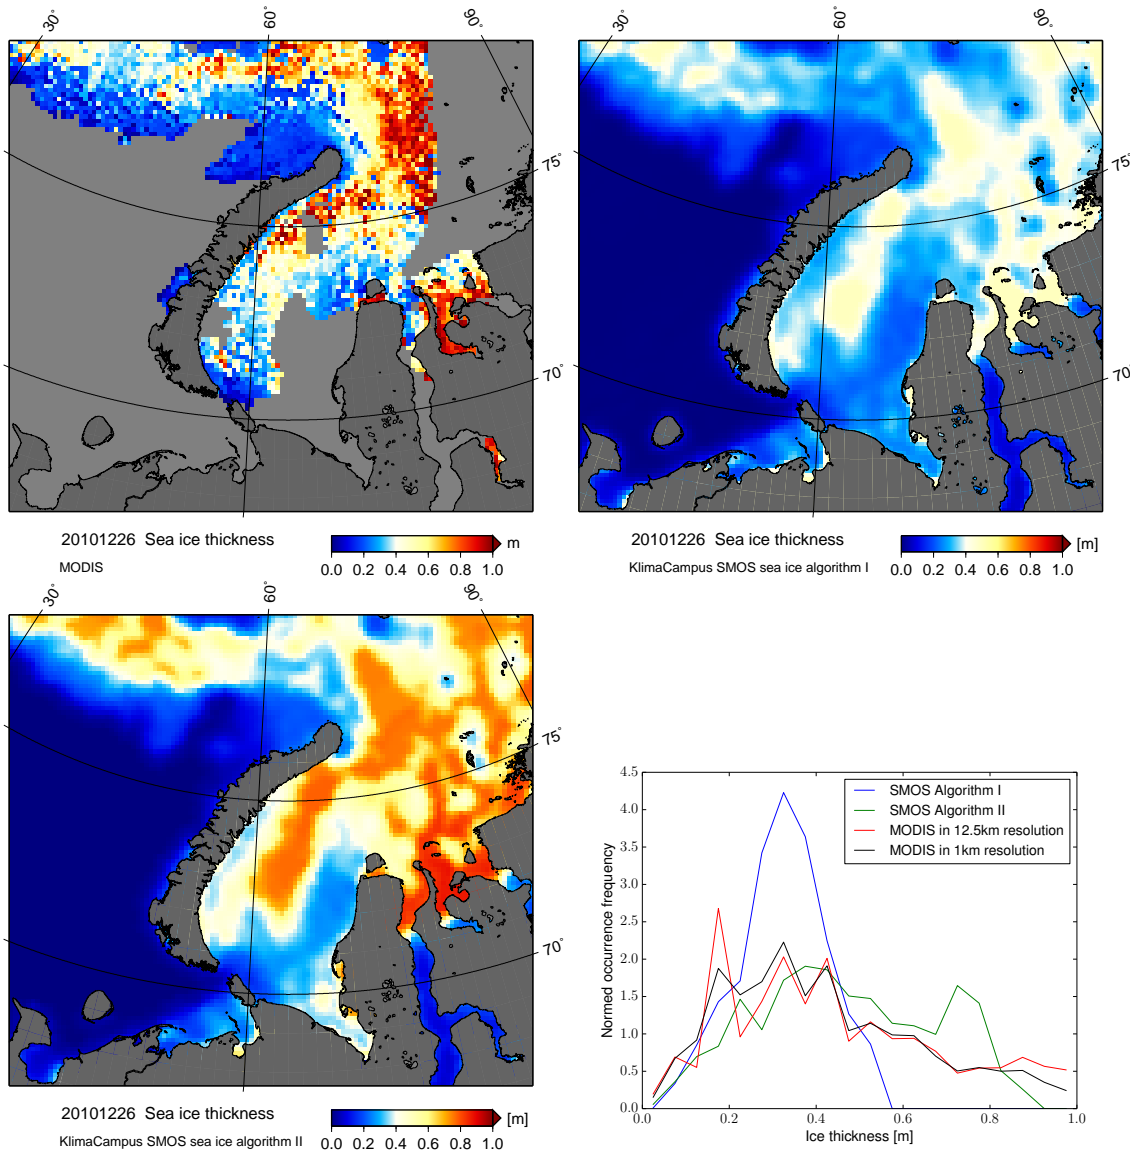 30° 60° 90°
75°
70°
20101226 Sea ice thickness
MODIS
0.0 0.2 0.4 0.6 0.8 1.0 m
30° 60° 90°
75°
70°
20101226 Sea ice thickness
KlimaCampus SMOS sea ice algorithm I
0.0 0.2 0.4 0.6 0.8 1.0 [m]
30° 60° 90°
75°
70°
20101226 Sea ice thickness
KlimaCampus SMOS sea ice algorithm II
0.0 0.2 0.4 0.6 0.8 1.0 [m]
Normed occurrence frequency
4.5
4.0
3.5
3.0
2.5
2.0
1.5
1.0
0.5
0.0
SMOS Algorithm I
SMOS Algorithm II
MODIS in 12.5km resolution
MODIS in 1km resolution
0.0 0.2 0.4 0.6 0.8 1.0
Ice thickness [m]